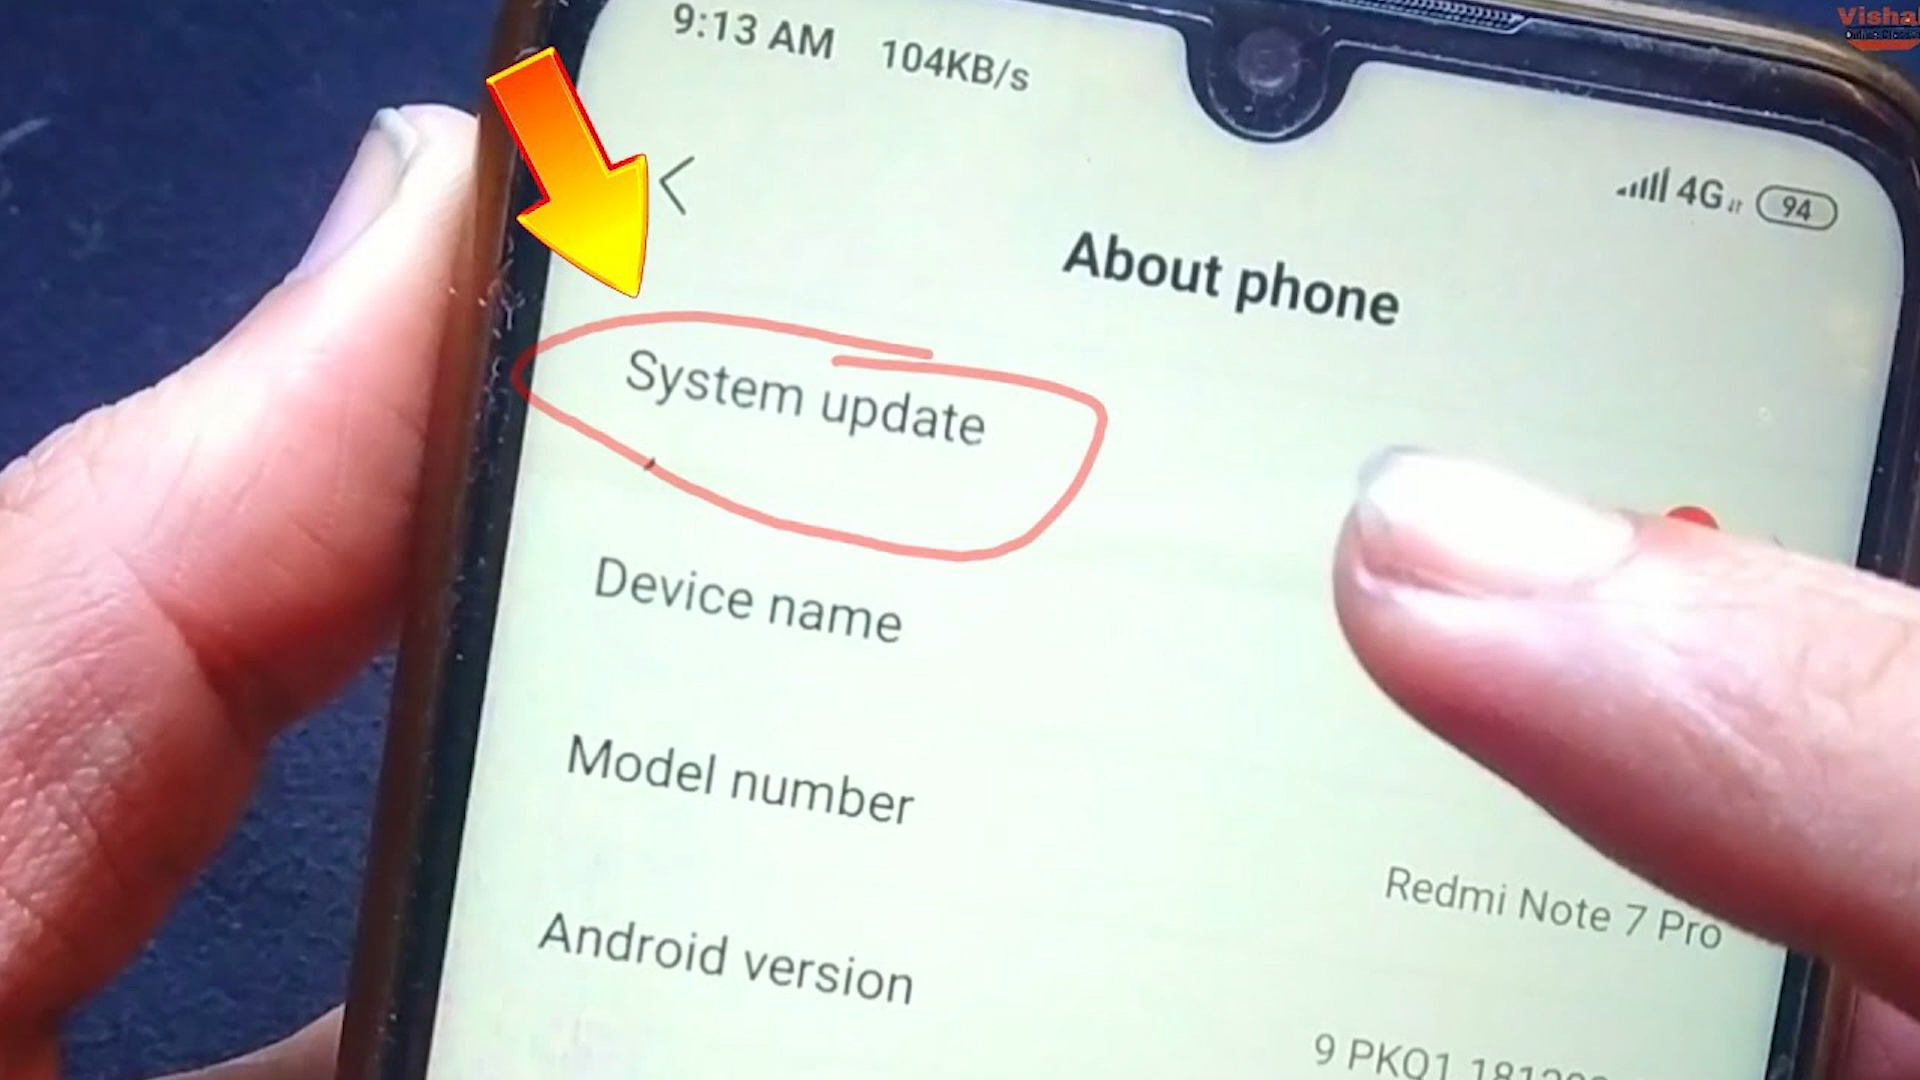 9:13 AM 104KB/s
4G 94
About phone
System update
Device name
Model number
Redmi Note 7 Pro
Android version
9 PKQ1